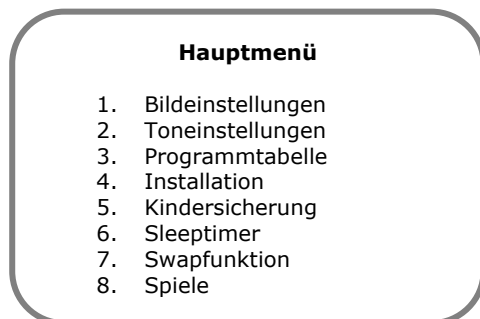 Hauptmenü
1. Bildeinstellungen
2. Toneinstellungen
3. Programmtabelle
4. Installation
5. Kindersicherung
6. Sleeptimer
7. Swapfunktion
8. Spiele